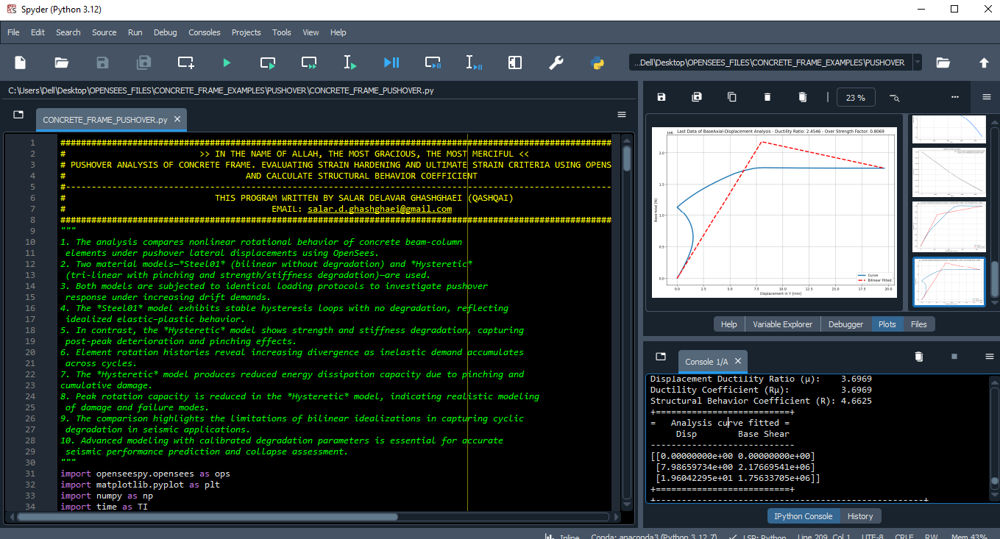 Spyder (Python 3.12)
File Edit Search Source Run Debug Consoles Projects Tools View Help
...Dell\Desktop\OPENSEES_FILES\CONCRETE_FRAME_EXAMPLES\PUSHOVER
C:\Users\Dell\Desktop\OPENSEES_FILES\CONCRETE_FRAME_EXAMPLES\PUSHOVER\CONCRETE_FRAME_PUSHOVER.py
CONCRETE_FRAME_PUSHOVER.py
1 ####################################################################
2 # >> IN THE NAME OF ALLAH, THE MOST GRACIOUS, THE MOST MERCIFUL <<
3 # PUSHOVER ANALYSIS OF CONCRETE FRAME. EVALUATING STRAIN HARDENING AND ULTIMATE STRAIN CRITERIA USING OPENS
4 # AND CALCULATE STRUCTURAL BEHAVIOR COEFFICIENT
5 #--------------------------------------------------------------------
6 # THIS PROGRAM WRITTEN BY SALAR DELAVAR GHASHGHAEI (QASHQAI)
7 # EMAIL: salar.d.ghashghaei@gmail.com
8 ####################################################################
9 """
10 1. The analysis compares nonlinear rotational behavior of concrete beam-column
11 elements under pushover lateral displacements using OpenSees.
12 2. Two material models—*Steel01* (bilinear without degradation) and *Hysteretic*
13 (tri-linear with pinching and strength/stiffness degradation)—are used.
14 3. Both models are subjected to identical loading protocols to investigate pushover
15 response under increasing drift demands.
16 4. The *Steel01* model exhibits stable hysteresis loops with no degradation, reflecting
17 idealized elastic–plastic behavior.
18 5. In contrast, the *Hysteretic* model shows strength and stiffness degradation, capturing
19 post-peak deterioration and pinching effects.
20 6. Element rotation histories reveal increasing divergence as inelastic demand accumulates
21 across cycles.
22 7. The *Hysteretic* model produces reduced energy dissipation capacity due to pinching and
23 cumulative damage.
24 8. Peak rotation capacity is reduced in the *Hysteretic* model, indicating realistic modeling
25 of damage and failure modes.
26 9. The comparison highlights the limitations of bilinear idealizations in capturing cyclic
27 degradation in seismic applications.
28 10. Advanced modeling with calibrated degradation parameters is essential for accurate
29 seismic performance prediction and collapse assessment.
30 """
31 import openseespy.opensees as ops
32 import matplotlib.pyplot as plt
33 import numpy as np
34 import time as TI
23 %
1e6 Last Data of BaseAxial-Displacement Analysis - Ductility Ratio: 2.4546 - Over Strength Factor: 0.8069
2.0
1.5
1.0
0.5
0.0
Base-Axial [N]
0.0 2.5 5.0 7.5 10.0 12.5 15.0 17.5 20.0
Displacement in Y [mm]
Curve
Bilinear Fitted
Help Variable Explorer Debugger Plots Files
Console 1/A
Displacement Ductility Ratio (μ): 3.6969
Ductility Coefficient (Rμ): 3.6969
Structural Behavior Coefficient (R): 4.6625
+==========================+
= Analysis curve fitted =
Disp Base Shear
----------------------------
[[0.00000000e+00 0.00000000e+00]
[7.98659734e+00 2.17669541e+06]
[1.96042295e+01 1.75633705e+06]]
+==========================+
+----------------------------------------------------+
IPython Console History
Inline Conda: anaconda3 (Python 3.12.7) LSP: Python Line 209, Col 1 UTF-8 CRLF RW Mem 43%